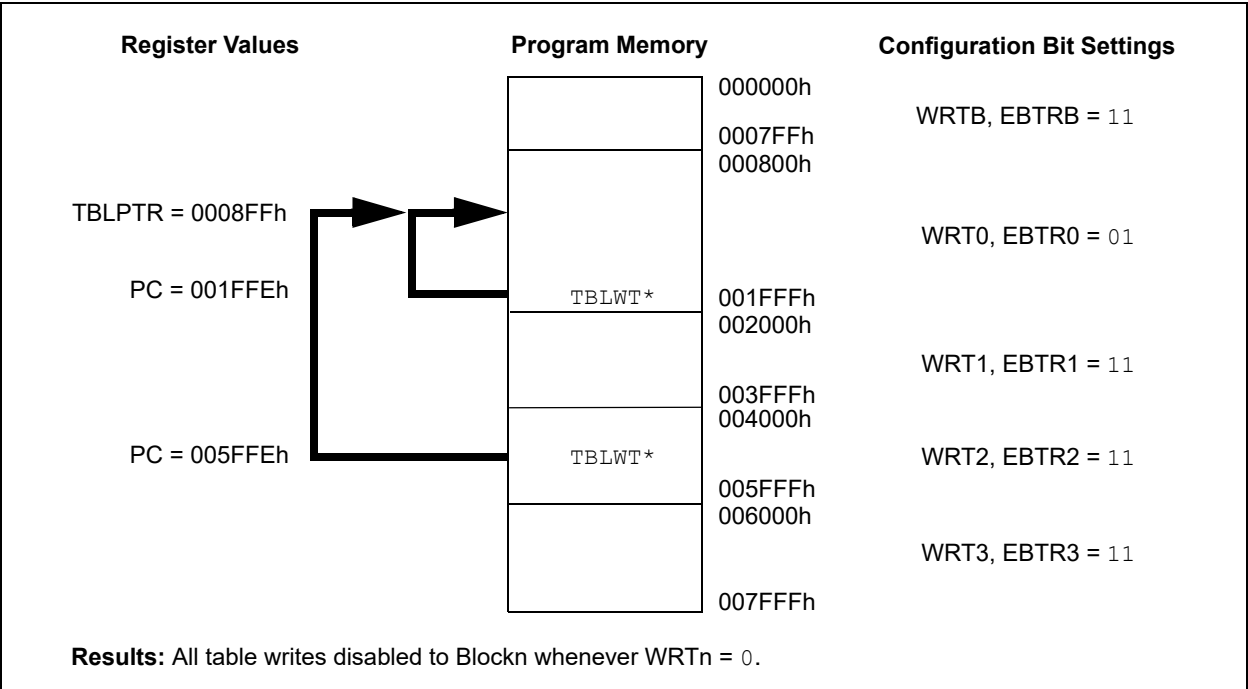 Register Values Program Memory Configuration Bit Settings
000000h
WRTB, EBTRB = 11
0007FFh
000800h
TBLPTR = 0008FFh
WRT0, EBTR0 = 01
PC = 001FFEh
TBLWT* 001FFFh
002000h
WRT1, EBTR1 = 11
003FFFh
004000h
PC = 005FFEh TBLWT* WRT2, EBTR2 = 11
005FFFh
006000h
WRT3, EBTR3 = 11
007FFFh
Results: All table writes disabled to Blockn whenever WRTn = 0.